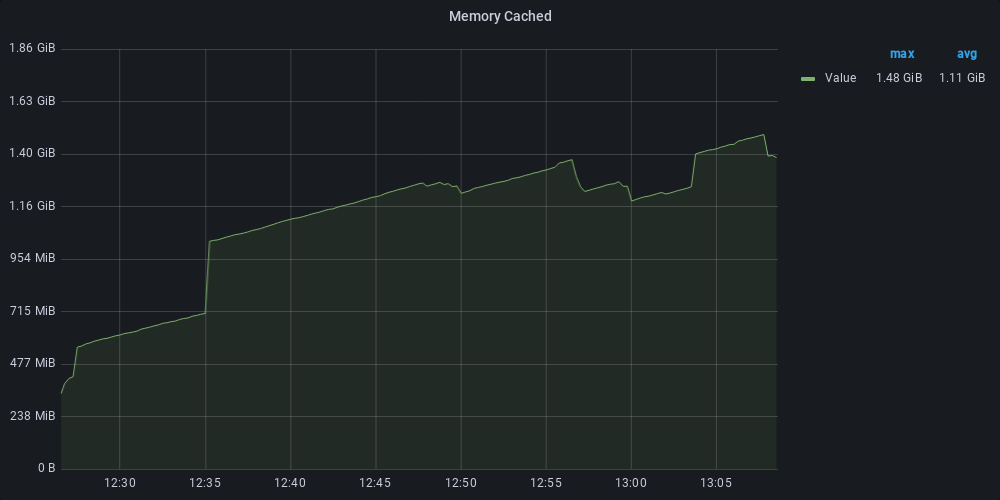 Memory Cached
1.86 GiB
1.63 GiB
1.40 GiB
1.16 GiB
954 MiB
715 MiB
477 MiB
238 MiB
0 B
12:30 12:35 12:40 12:45 12:50 12:55 13:00 13:05
max avg
Value 1.48 GiB 1.11 GiB